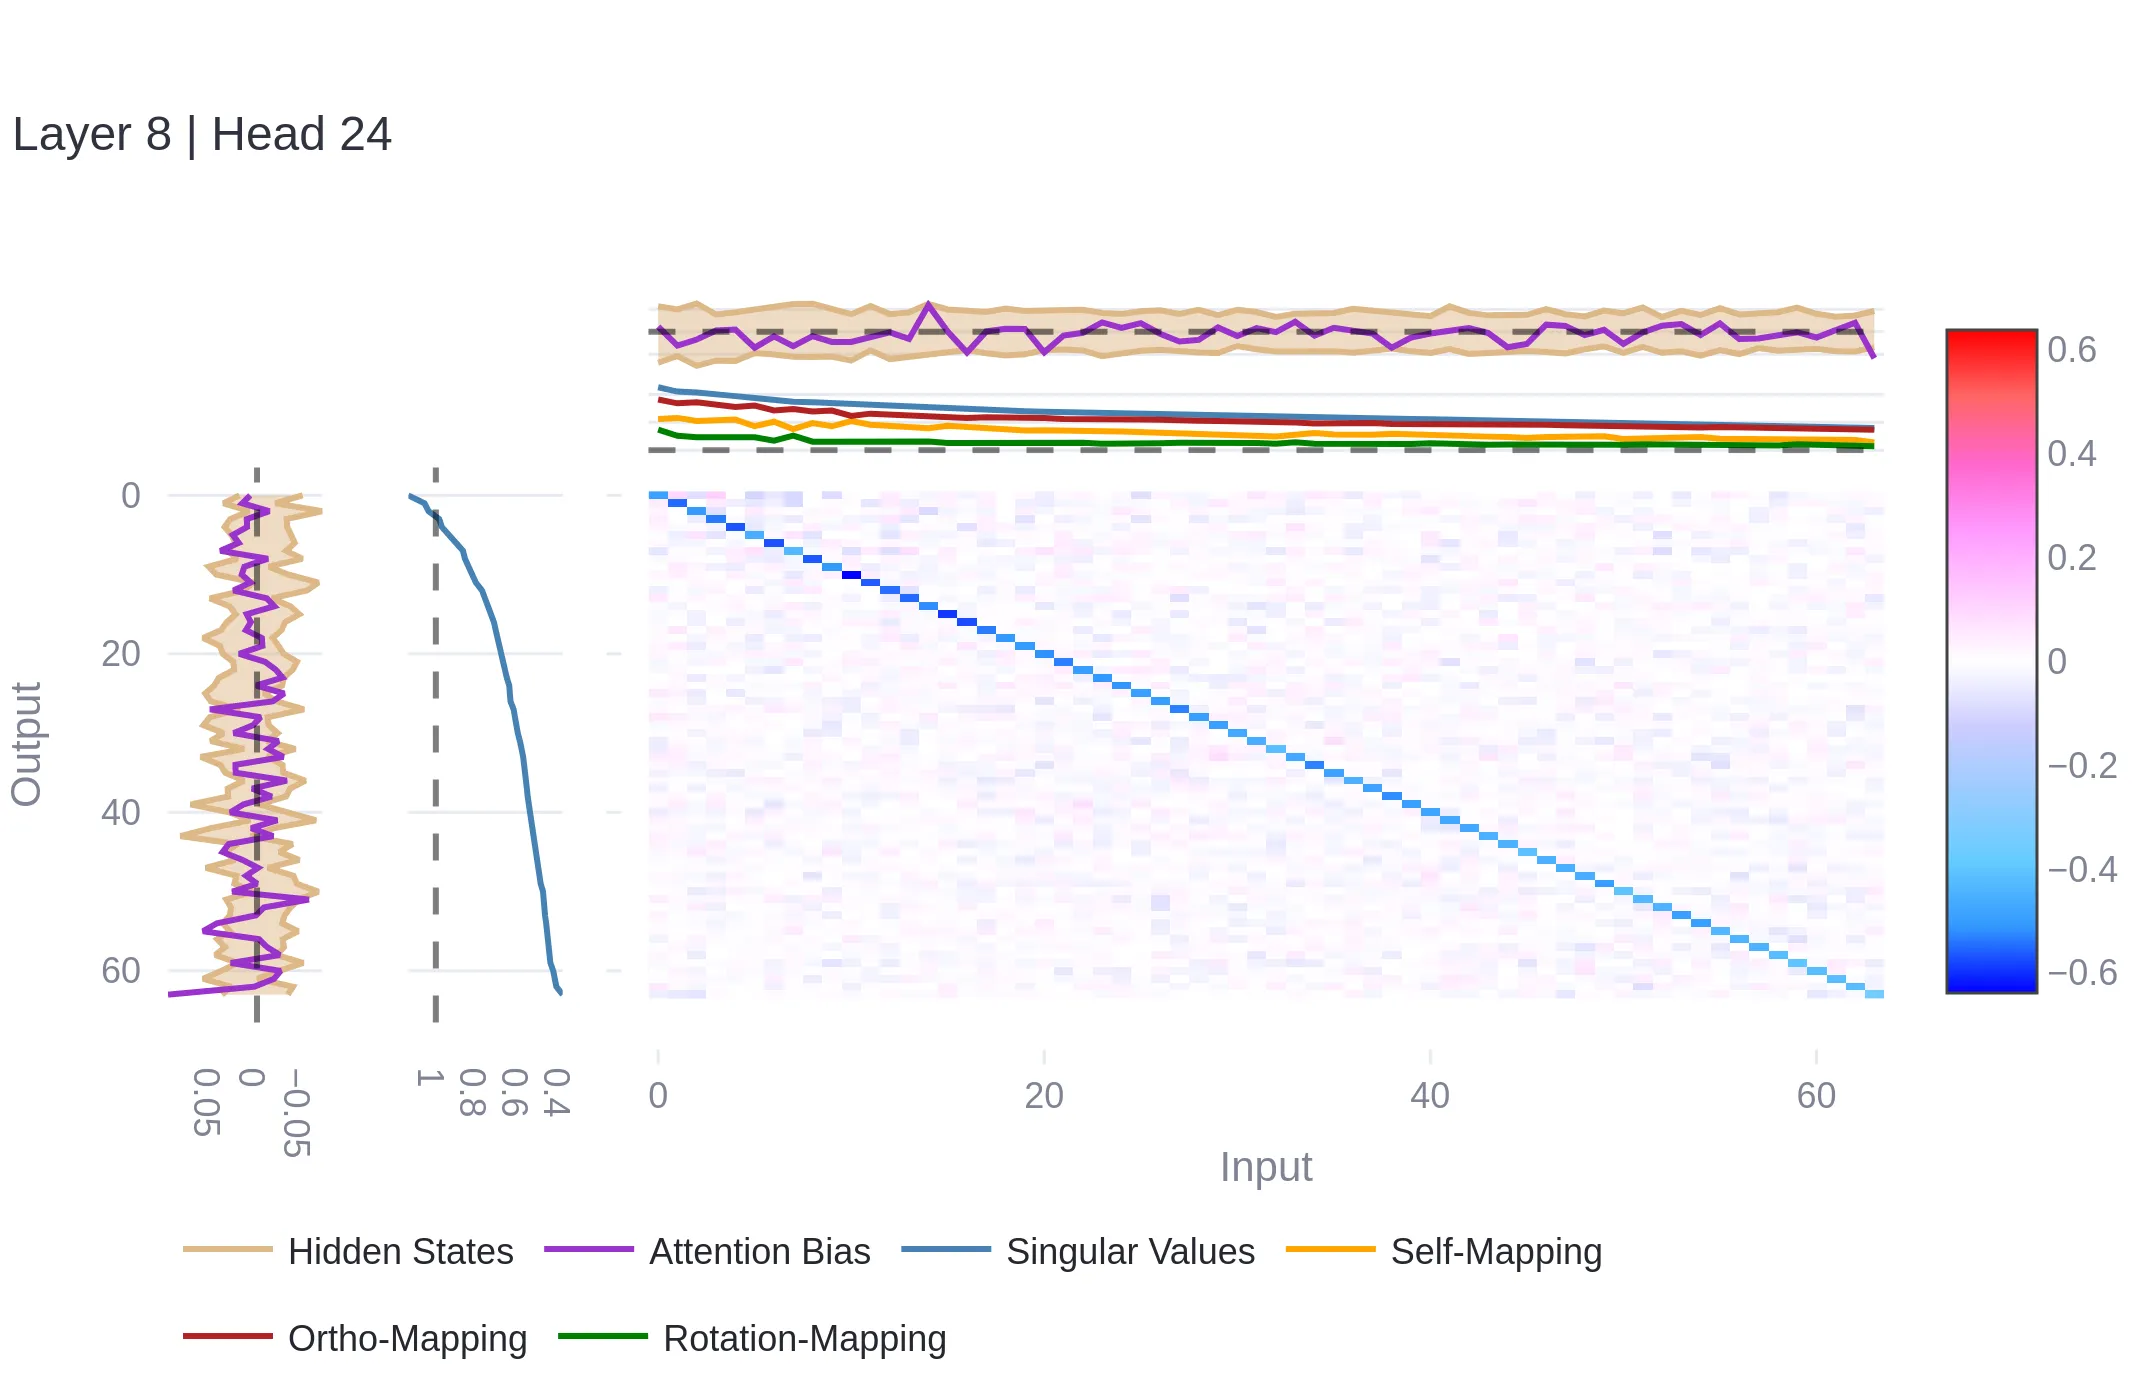 Layer 8 | Head 24
0
20
40
60
Output
0.05
0
−0.05
1
0.8
0.6
0.4
0
20
40
60
Input
0.6
0.4
0.2
0
−0.2
−0.4
−0.6
Hidden States
Attention Bias
Singular Values
Self-Mapping
Ortho-Mapping
Rotation-Mapping